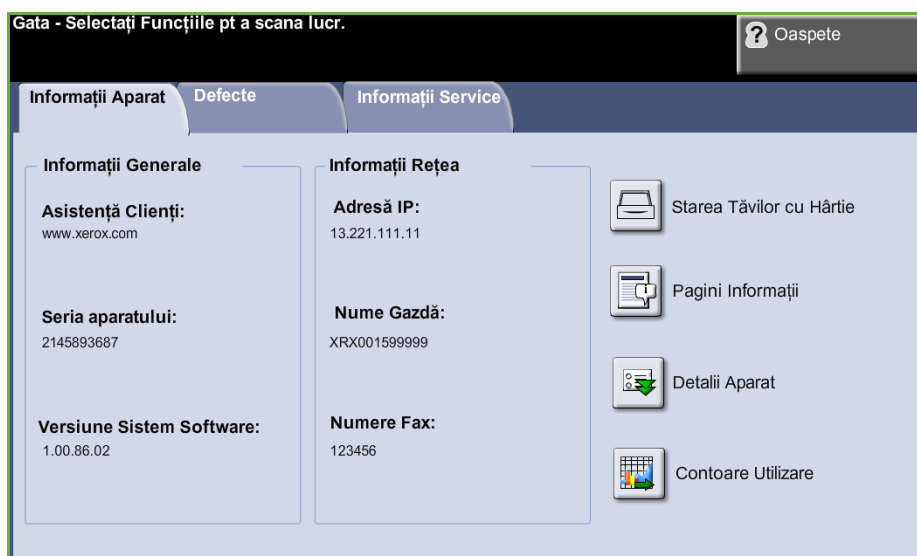 Gata - Selectați Funcțiile pt a scana lucr.
? Oaspete
Informații Aparat
Defecte
Informații Service
Informații Generale
Asistență Clienți:
www.xerox.com
Seria aparatului:
2145893687
Versiune Sistem Software:
1.00.86.02
Informații Rețea
Adresă IP:
13.221.111.11
Nume Gazdă:
XRX001599999
Numere Fax:
123456
Starea Tăvilor cu Hârtie
Pagini Informații
Detalii Aparat
Contoare Utilizare